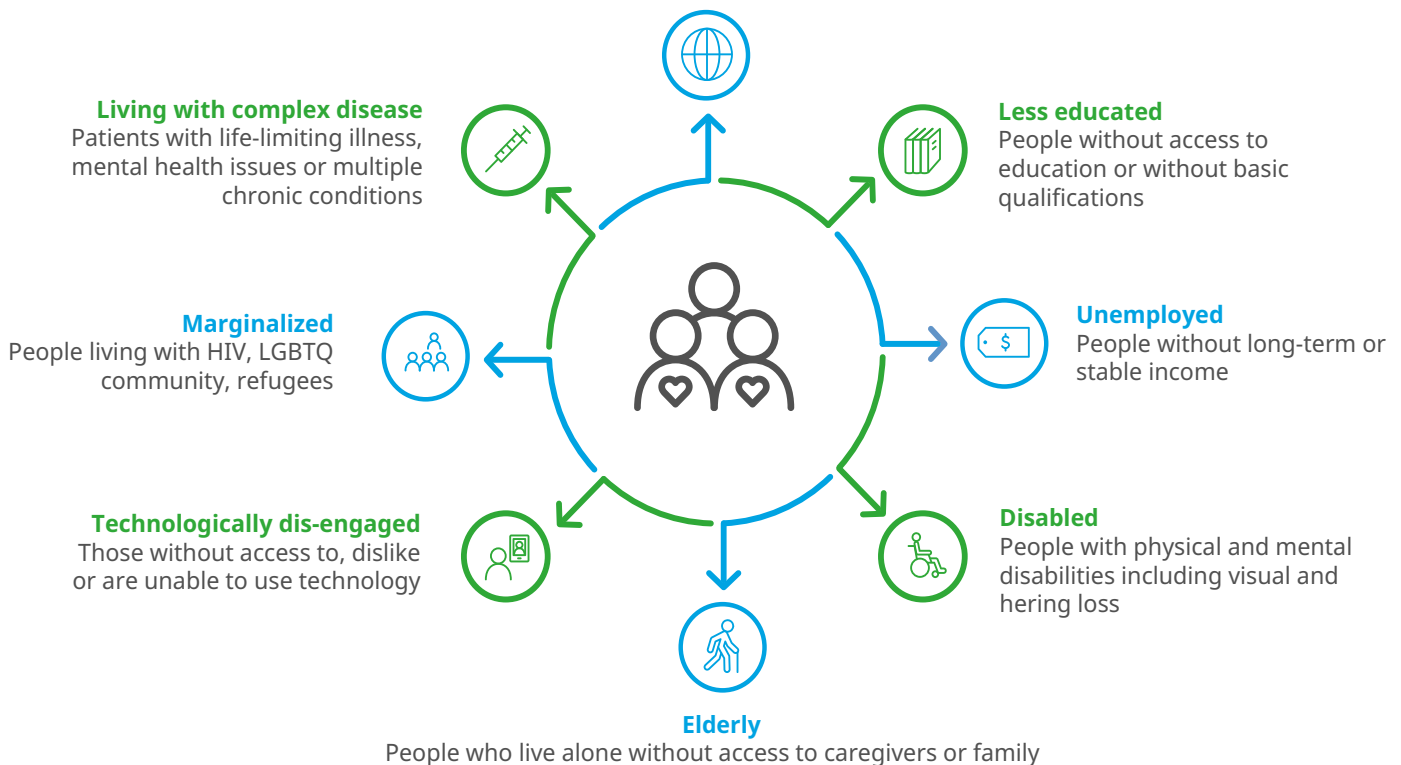 Living with complex disease
Patients with life-limiting illness,
mental health issues or multiple
chronic conditions
Less educated
People without access to
education or without basic
qualifications
Marginalized
People living with HIV, LGBTQ
community, refugees
$
Unemployed
People without long-term or
stable income
Technologically dis-engaged
Those without access to, dislike
or are unable to use technology
Disabled
People with physical and mental
disabilities including visual and
hering loss
Elderly
People who live alone without access to caregivers or family